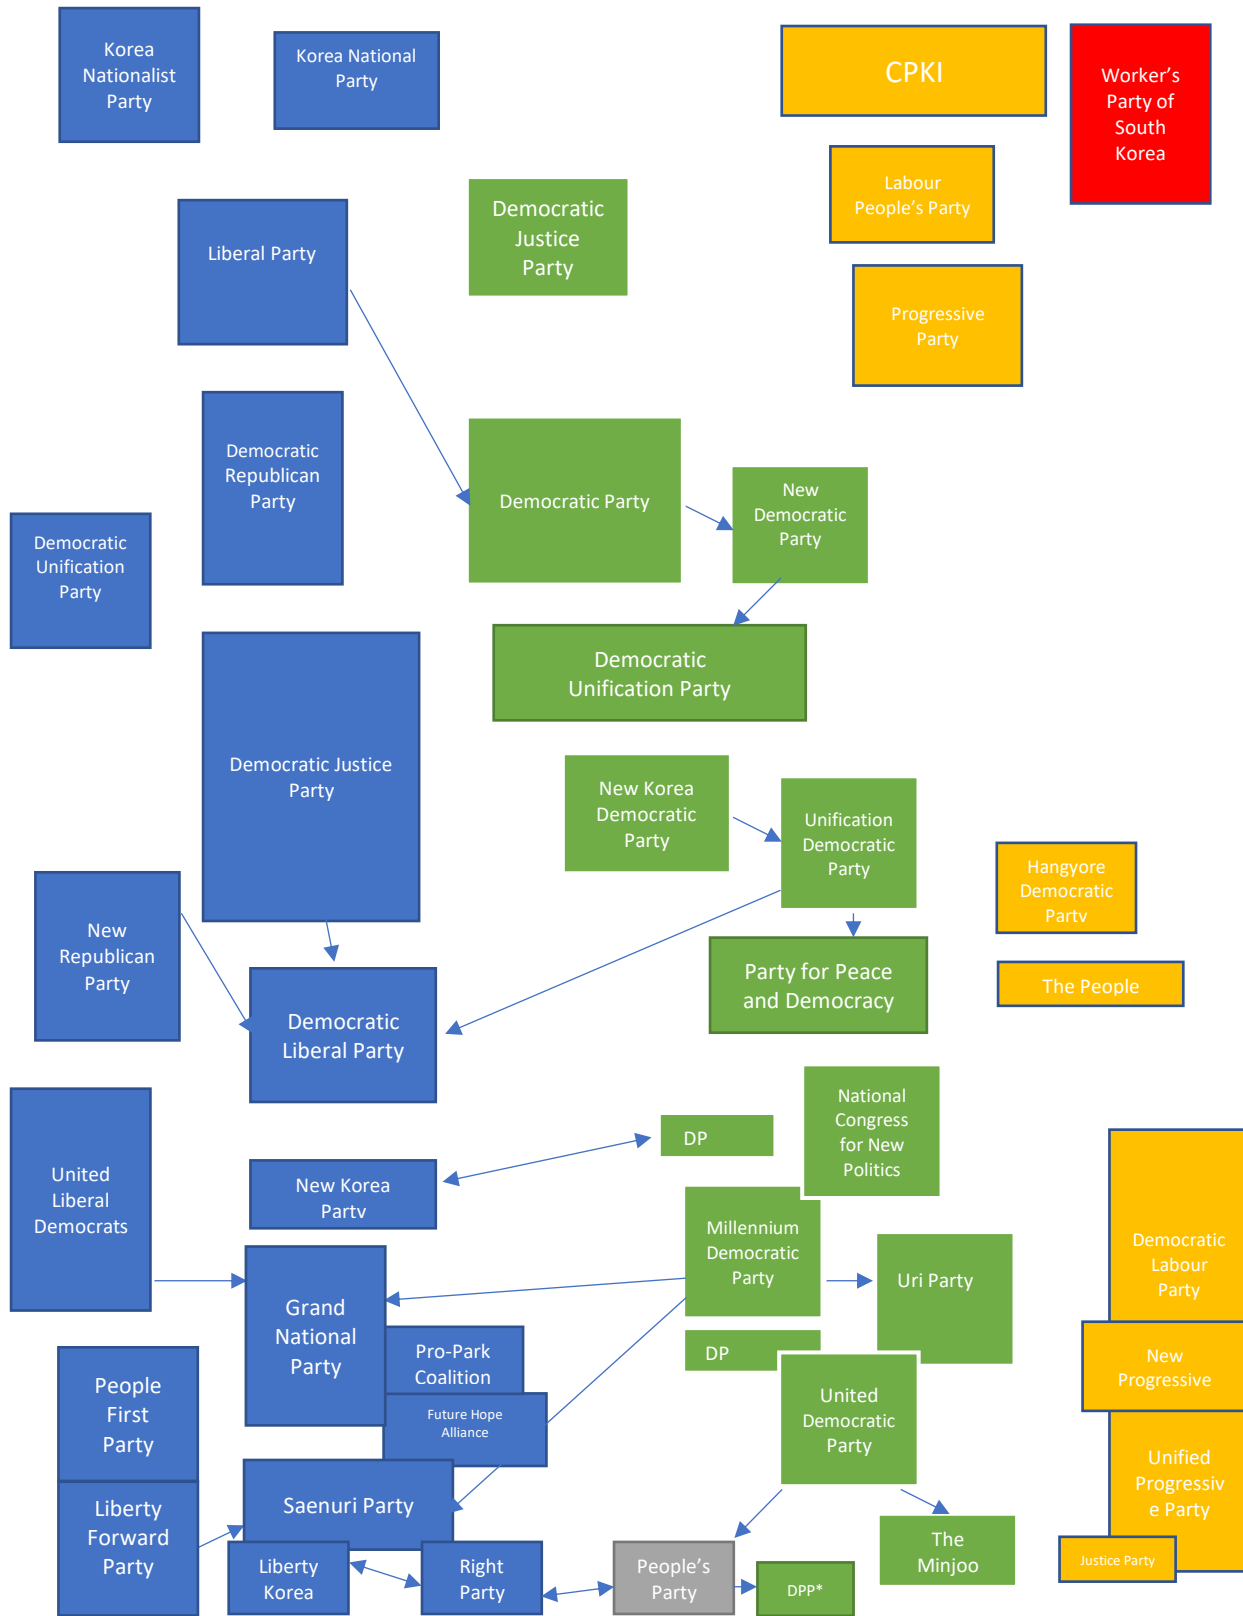 Korea
Nationalist
Party
Korea National
Party
CPKI
Worker’s
Party of
South
Korea
Labour
People’s Party
Democratic
Justice
Party
Liberal Party
Progressive
Party
Democratic
Republican
Party
Democratic Party
New
Democratic
Party
Democratic
Unification
Party
Democratic
Unification Party
Democratic Justice
Party
New Korea
Democratic
Party
Unification
Democratic
Party
Hangyore
Democratic
Party
New
Republican
Party
Party for Peace
and Democracy
The People
Democratic
Liberal Party
National
Congress
for New
Politics
DP
United
Liberal
Democrats
New Korea
Party
Millennium
Democratic
Party
Uri Party
Democratic
Labour
Party
Grand
National
Party
Pro-Park
Coalition
DP
New
Progressive
People
First
Party
Future Hope
Alliance
United
Democratic
Party
Unified
Progressiv
e Party
Liberty
Forward
Party
Saenuri Party
The
Minjoo
Justice Party
Liberty
Korea
Right
Party
People’s
Party
DPP*